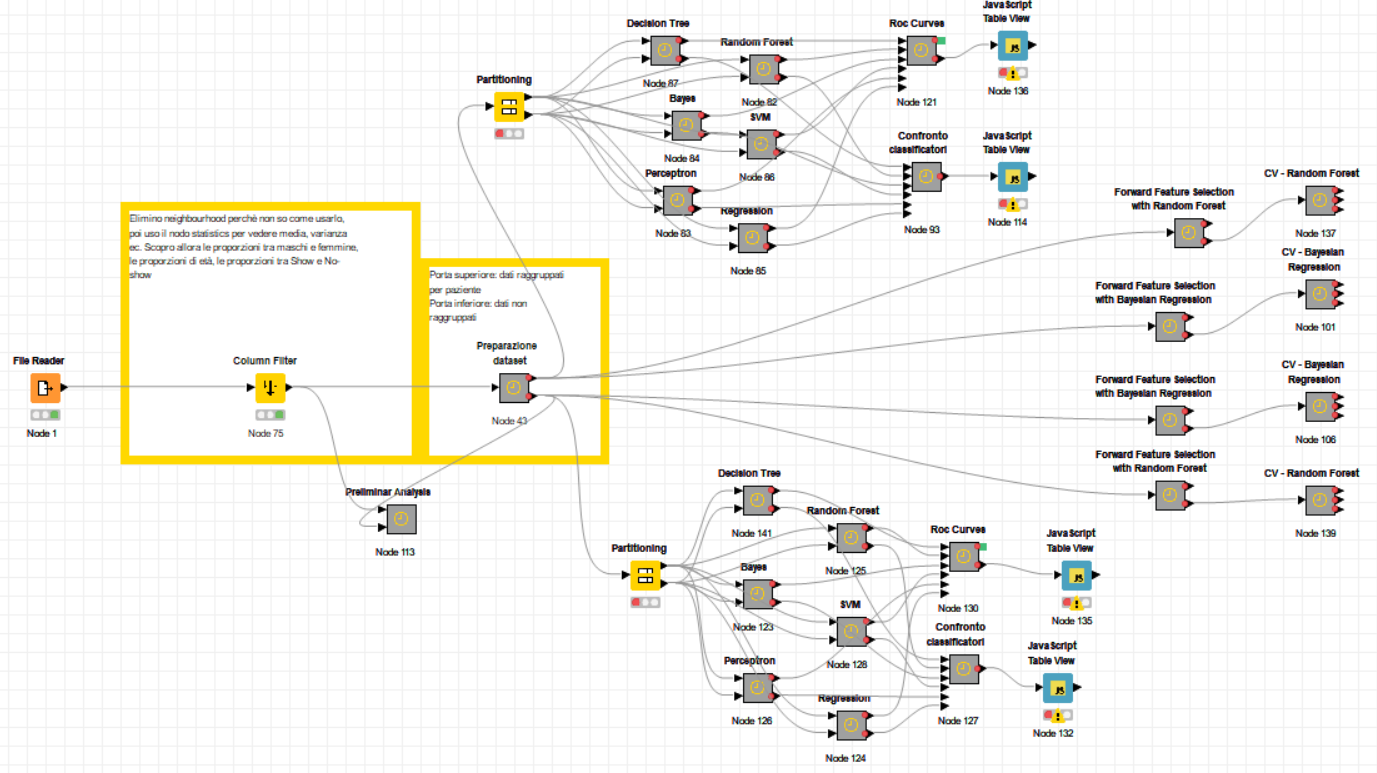 File Reader
Node 1
Elimino neighbourhood perchè non so come usarlo,
poi uso il nodo statistics per vedere media, varianza
ec. Scopro allora le proporzioni tra maschi e femmine,
le proporzioni di età, le proporzioni tra Show e No-
show
Column Filter
Node 75
Porta superiore: dati raggruppati
per paziente
Porta inferiore: dati non
raggruppati
Preparazione
dataset
Node 43
Preliminar Analysis
Node 113
Partitioning
Decision Tree
Node 87
Random Forest
Node 82
Bayes
Node 84
SVM
Node 86
Perceptron
Node 83
Regression
Node 85
Roc Curves
Node 121
JavaScript
Table View
JS
Node 136
Confronto
classificatori
Node 93
JavaScript
Table View
JS
Node 114
Forward Feature Selection
with Random Forest
CV - Random Forest
Node 137
Forward Feature Selection
with Bayesian Regression
CV - Bayesian
Regression
Node 101
Forward Feature Selection
with Bayesian Regression
CV - Bayesian
Regression
Node 106
Forward Feature Selection
with Random Forest
CV - Random Forest
Node 139
Partitioning
Decision Tree
Node 141
Random Forest
Node 125
Bayes
Node 123
SVM
Node 128
Perceptron
Node 126
Regression
Node 124
Roc Curves
Node 130
JavaScript
Table View
JS
Node 135
Confronto
classificatori
Node 127
JavaScript
Table View
JS
Node 132